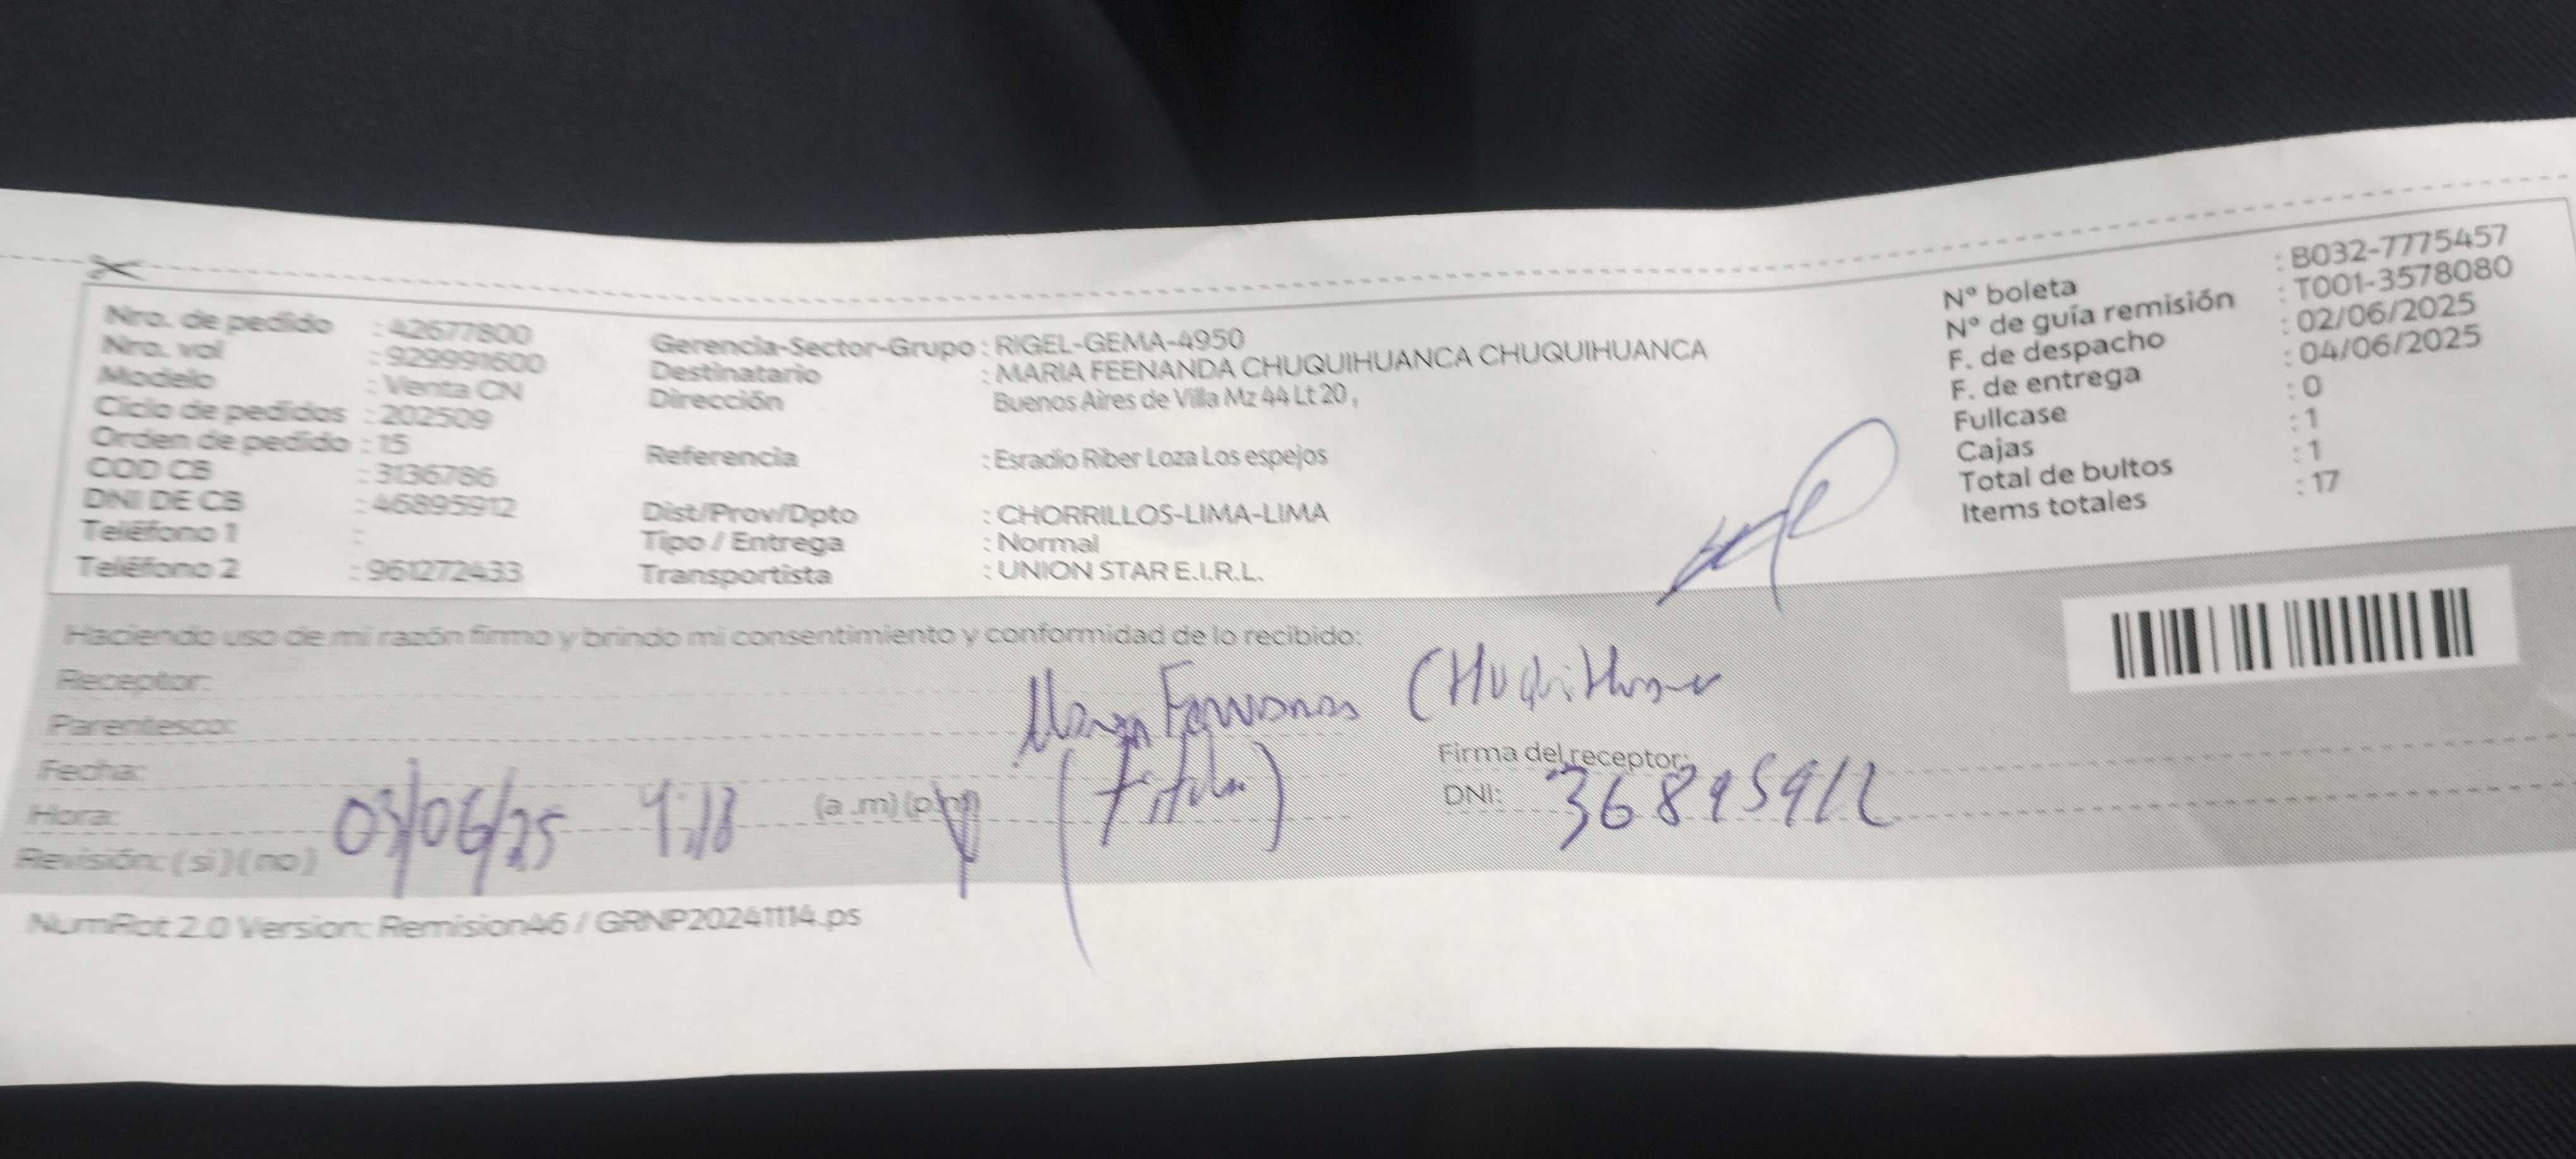 Nro. de pedido : 42677800
Nro. vol : 929991600
Modelo : Venta CN
Ciclo de pedidos : 202509
Orden de pedido : 15
COD CB : 3136786
DNI DE CB : 46895912
Teléfono 1 :
Teléfono 2 : 961272433
Gerencia-Sector-Grupo : RIGEL-GEMA-4950
Destinatario : MARIA FEENANDA CHUQUIHUANCA CHUQUIHUANCA
Dirección Buenos Aires de Villa Mz 44 Lt 20 ,
Referencia : Esradio Riber Loza Los espejos
Dist/Prov/Dpto : CHORRILLOS-LIMA-LIMA
Tipo / Entrega : Normal
Transportista : UNION STAR E.I.R.L.
N° boleta : B032-7775457
N° de guía remisión : T001-3578080
F. de despacho : 02/06/2025
F. de entrega : 04/06/2025
Fullcase : 0
Cajas : 1
Total de bultos : 1
Items totales : 17
Haciendo uso de mi razón firmo y brindo mi consentimiento y conformidad de lo recibido:
Receptor:
Parentesco:
Fecha:
Hora: (a .m) (p.m)
Revisión: (si) (no) 03/06/25 4:18
(titular)
Firma del receptor:
DNI: 36895912
NumRot 2.0 Version: Remision46 / GRNP20241114.ps